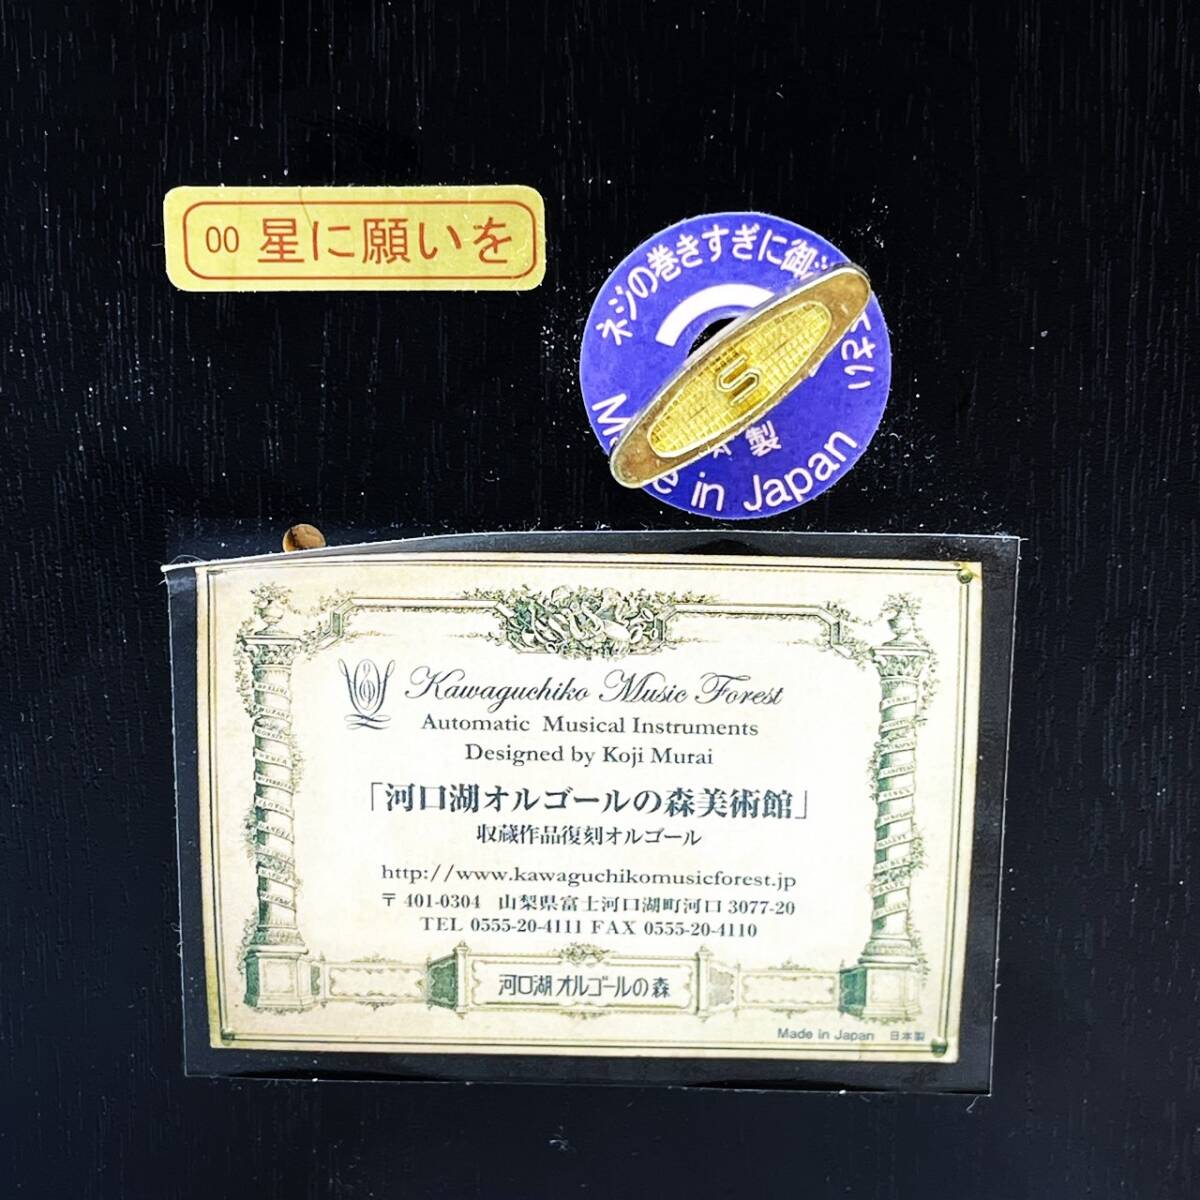 00 星に願いを
ネジの巻きすぎに御
さい
製
in Japan
Kawaguchiko Music Forest
Automatic Musical Instruments
Designed by Koji Murai
「河口湖オルゴールの森美術館」
収蔵作品復刻オルゴール
http://www.kawaguchikomusicforest.jp
〒401-0304 山梨県富士河口湖町河口3077-20
TEL 0555-20-4111 FAX 0555-20-4110
河口湖オルゴールの森
Made in Japan 日本製